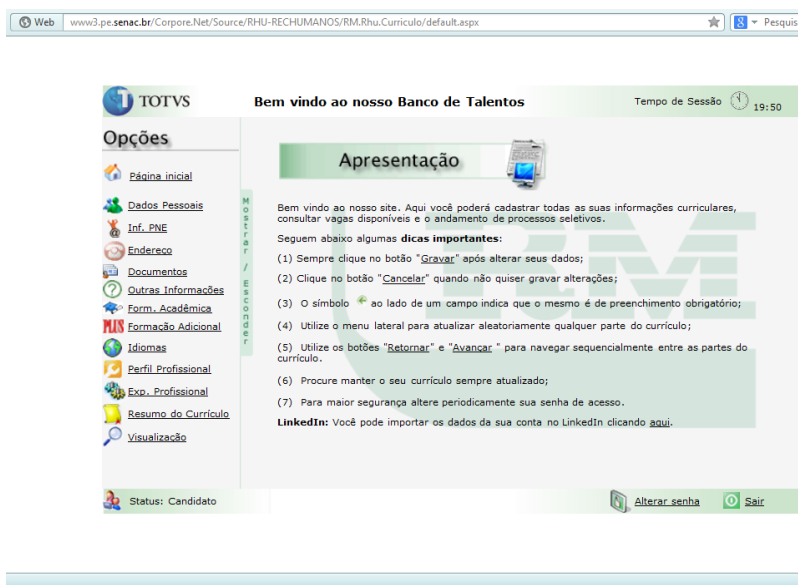 Web www3.pe.senac.br/Corpore.Net/Source/RHU-RECHUMANOS/RM.Rhu.Curriculo/default.aspx
8 Pesquis
TOTVS
Bem vindo ao nosso Banco de Talentos
Tempo de Sessão 19:50
Opções
Página inicial
Dados Pessoais
Inf. PNE
Endereço
Documentos
Outras Informações
Form. Acadêmica
PLUS Formação Adicional
Idiomas
Perfil Profissional
Exp. Profissional
Resumo do Currículo
Visualização
Mostrar / Esconder
Apresentação
Bem vindo ao nosso site. Aqui você poderá cadastrar todas as suas informações curriculares,
consultar vagas disponíveis e o andamento de processos seletivos.
Seguem abaixo algumas dicas importantes:
(1) Sempre clique no botão "Gravar" após alterar seus dados;
(2) Clique no botão "Cancelar" quando não quiser gravar alterações;
(3) O símbolo ao lado de um campo indica que o mesmo é de preenchimento obrigatório;
(4) Utilize o menu lateral para atualizar aleatoriamente qualquer parte do currículo;
(5) Utilize os botões "Retornar" e "Avançar " para navegar sequencialmente entre as partes do
currículo.
(6) Procure manter o seu currículo sempre atualizado;
(7) Para maior segurança altere periodicamente sua senha de acesso.
LinkedIn: Você pode importar os dados da sua conta no LinkedIn clicando aqui.
RM
Status: Candidato
Alterar senha
Sair